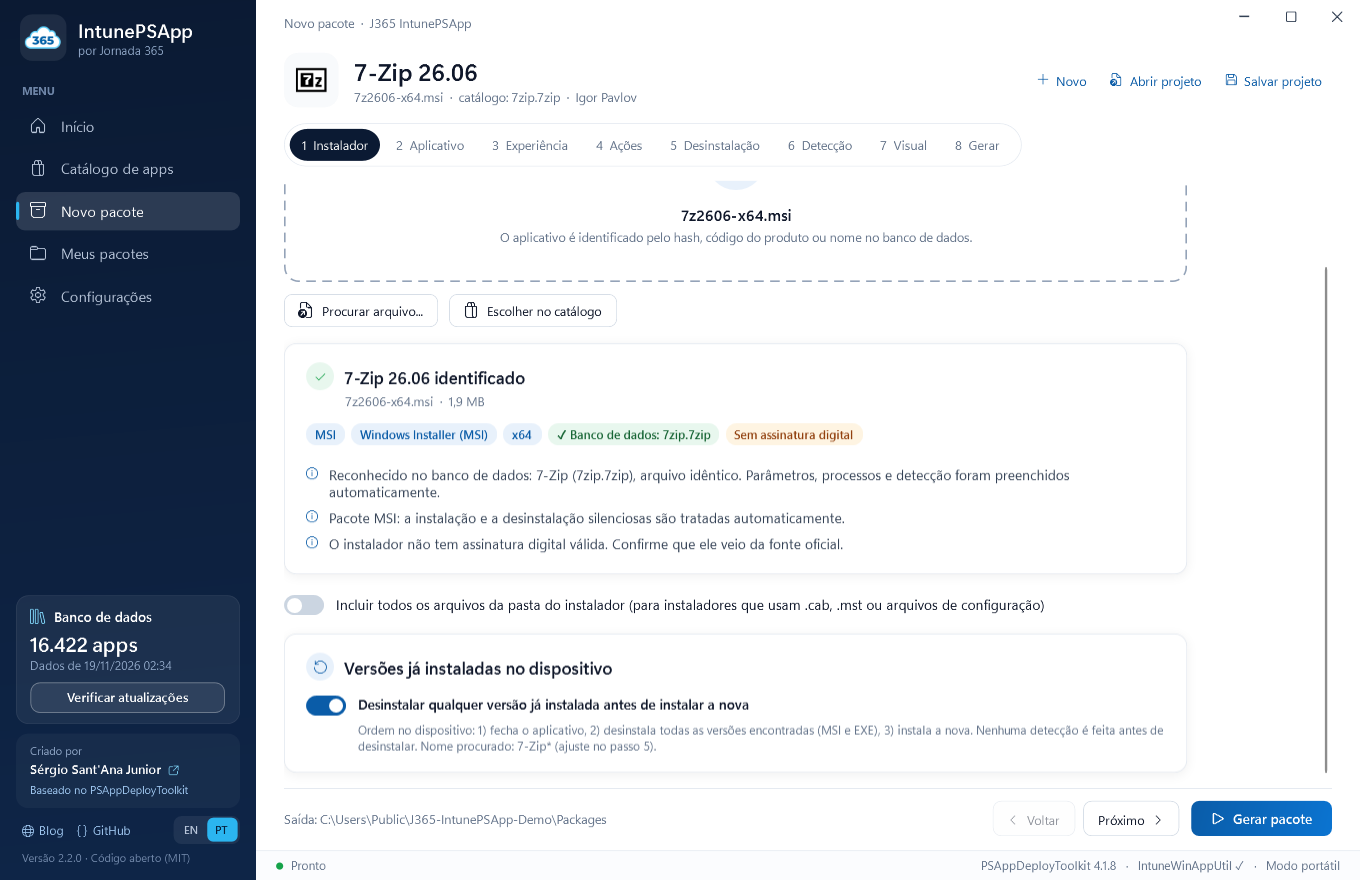 365
IntunePSApp
por Jornada 365
MENU
Início
Catálogo de apps
Novo pacote
Meus pacotes
Configurações
Banco de dados
16.422 apps
Dados de 19/11/2026 02:34
Verificar atualizações
Criado por
Sérgio Sant'Ana Junior
Baseado no PSAppDeployToolkit
Blog
{ } GitHub
EN
PT
Versão 2.2.0 · Código aberto (MIT)
Novo pacote · J365 IntunePSApp
7z
7-Zip 26.06
7z2606-x64.msi · catálogo: 7zip.7zip · Igor Pavlov
Novo
Abrir projeto
Salvar projeto
1 Instalador
2 Aplicativo
3 Experiência
4 Ações
5 Desinstalação
6 Detecção
7 Visual
8 Gerar
7z2606-x64.msi
O aplicativo é identificado pelo hash, código do produto ou nome no banco de dados.
Procurar arquivo...
Escolher no catálogo
7-Zip 26.06 identificado
7z2606-x64.msi · 1,9 MB
MSI
Windows Installer (MSI)
x64
✓ Banco de dados: 7zip.7zip
Sem assinatura digital
Reconhecido no banco de dados: 7-Zip (7zip.7zip), arquivo idêntico. Parâmetros, processos e detecção foram preenchidos
automaticamente.
Pacote MSI: a instalação e a desinstalação silenciosas são tratadas automaticamente.
O instalador não tem assinatura digital válida. Confirme que ele veio da fonte oficial.
Incluir todos os arquivos da pasta do instalador (para instaladores que usam .cab, .mst ou arquivos de configuração)
Versões já instaladas no dispositivo
Desinstalar qualquer versão já instalada antes de instalar a nova
Ordem no dispositivo: 1) fecha o aplicativo, 2) desinstala todas as versões encontradas (MSI e EXE), 3) instala a nova. Nenhuma detecção é feita antes de
desinstalar. Nome procurado: 7-Zip* (ajuste no passo 5).
Saída: C:\Users\Public\J365-IntunePSApp-Demo\Packages
Voltar
Próximo
Gerar pacote
Pronto
PSAppDeployToolkit 4.1.8 · IntuneWinAppUtil ✓ · Modo portátil